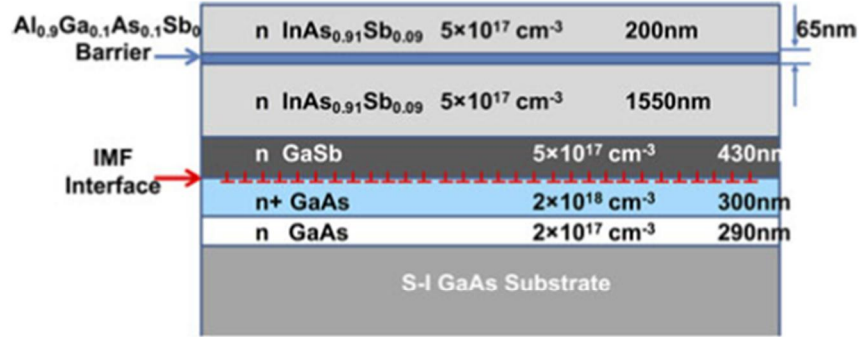 Al₀.₉Ga₀.₁As₀.₁Sb₀
Barrier
n InAs₀.₉₁Sb₀.₀₉ 5×10¹⁷ cm⁻³ 200nm
65nm
n InAs₀.₉₁Sb₀.₀₉ 5×10¹⁷ cm⁻³ 1550nm
n GaSb 5×10¹⁷ cm⁻³ 430nm
IMF
Interface
n+ GaAs 2×10¹⁸ cm⁻³ 300nm
n GaAs 2×10¹⁷ cm⁻³ 290nm
S-I GaAs Substrate